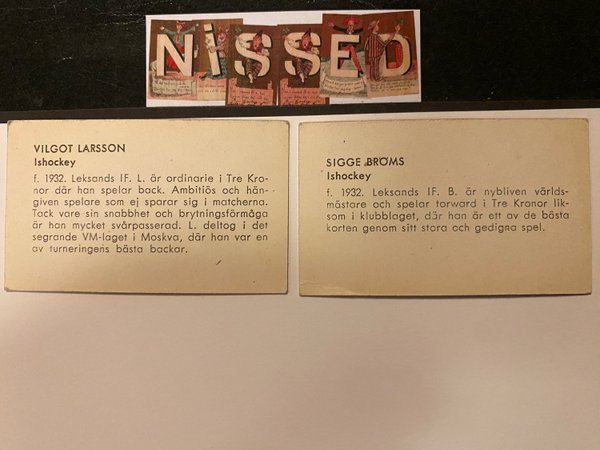 NiSSED
VILGOT LARSSON
Ishockey
f. 1932. Leksands IF. L. är ordinarie i Tre Kro-
nor där han spelar back. Ambitiös och hän-
given spelare som ej sparar sig i matcherna.
Tack vare sin snabbhet och brytningsförmåga
är han mycket svårpasserad. L. deltog i det
segrande VM-laget i Moskva, där han var en
av turneringens bästa backar.
SIGGE BRÖMS
Ishockey
f. 1932. Leksands IF. B. är nybliven världs-
mästare och spelar torward i Tre Kronor lik-
som i klubblaget, där han är ett av de bästa
korten genom sitt stora och gedigna spel.